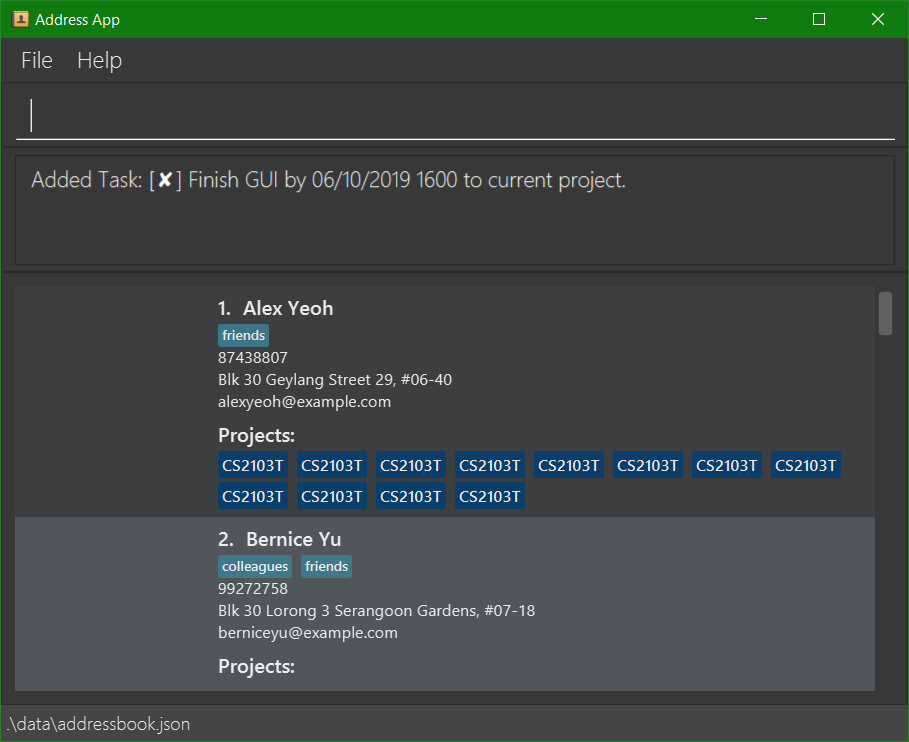 Address App
File Help
Added Task: [✘] Finish GUI by 06/10/2019 1600 to current project.
1. Alex Yeoh
friends
87438807
Blk 30 Geylang Street 29, #06-40
alexyeoh@example.com
Projects:
CS2103T CS2103T CS2103T CS2103T CS2103T CS2103T CS2103T CS2103T
CS2103T CS2103T CS2103T CS2103T
2. Bernice Yu
colleagues friends
99272758
Blk 30 Lorong 3 Serangoon Gardens, #07-18
berniceyu@example.com
Projects:
.\data\addressbook.json